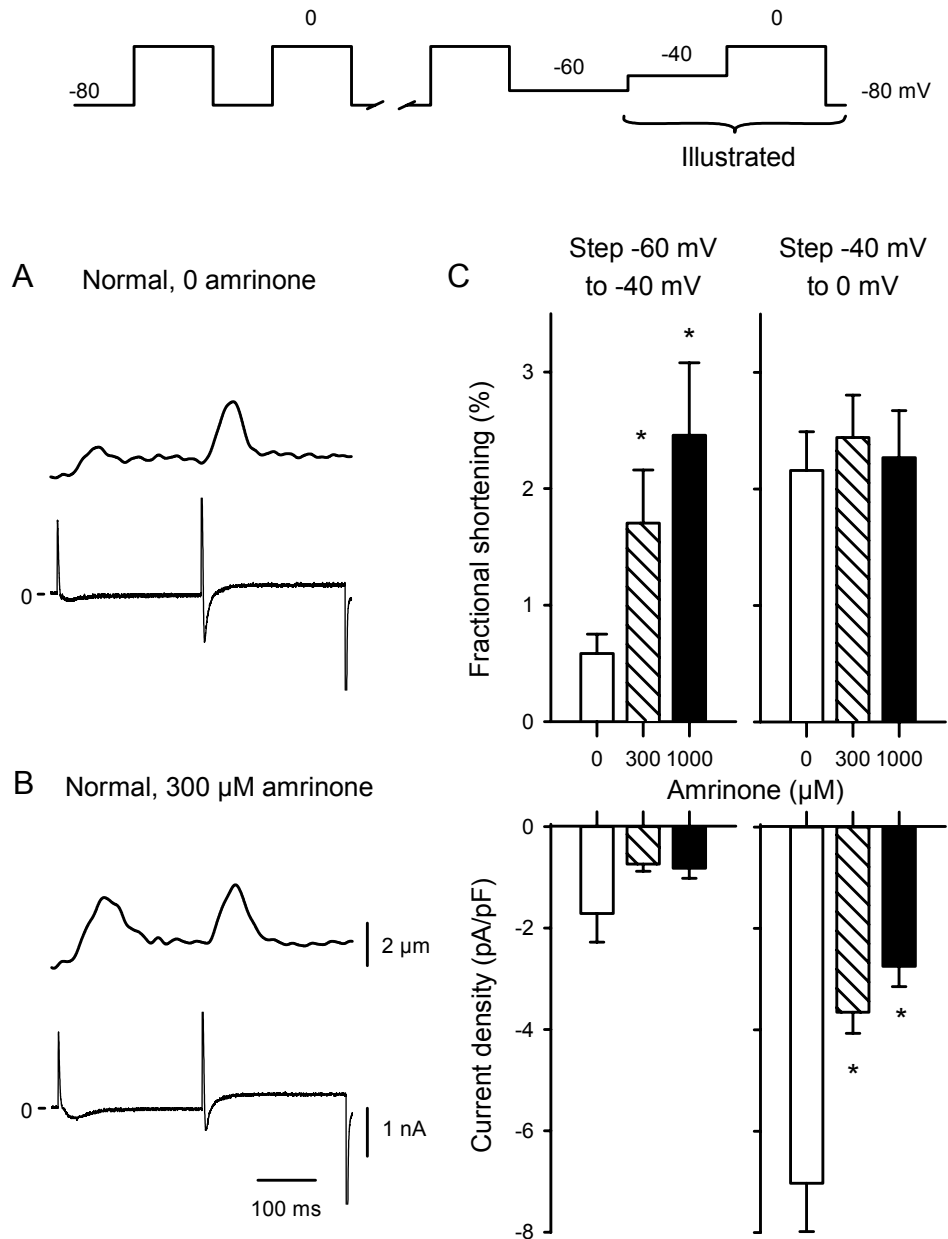 0
-80
-60
-40
0
-80 mV
Illustrated
A
Normal, 0 amrinone
0
B
Normal, 300 µM amrinone
2 µm
0
1 nA
100 ms
C
Step -60 mV
to -40 mV
Step -40 mV
to 0 mV
Fractional shortening (%)
3
2
1
0
*
*
0
300
1000
0
300
1000
Amrinone (µM)
Current density (pA/pF)
0
-2
-4
-6
-8
*
*